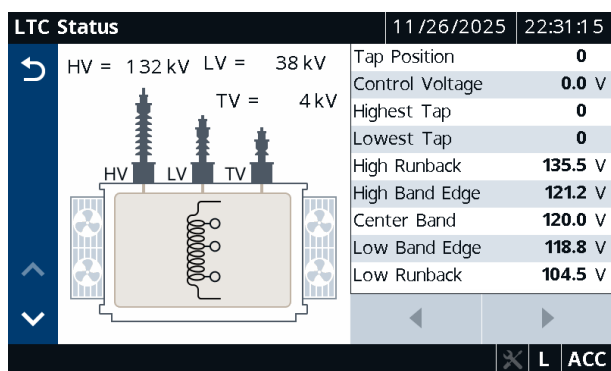 LTC Status 11/26/2025 22:31:15
HV = 132 kV LV = 38 kV
TV = 4 kV
HV LV TV
Tap Position 0
Control Voltage 0.0 V
Highest Tap 0
Lowest Tap 0
High Runback 135.5 V
High Band Edge 121.2 V
Center Band 120.0 V
Low Band Edge 118.8 V
Low Runback 104.5 V
L ACC